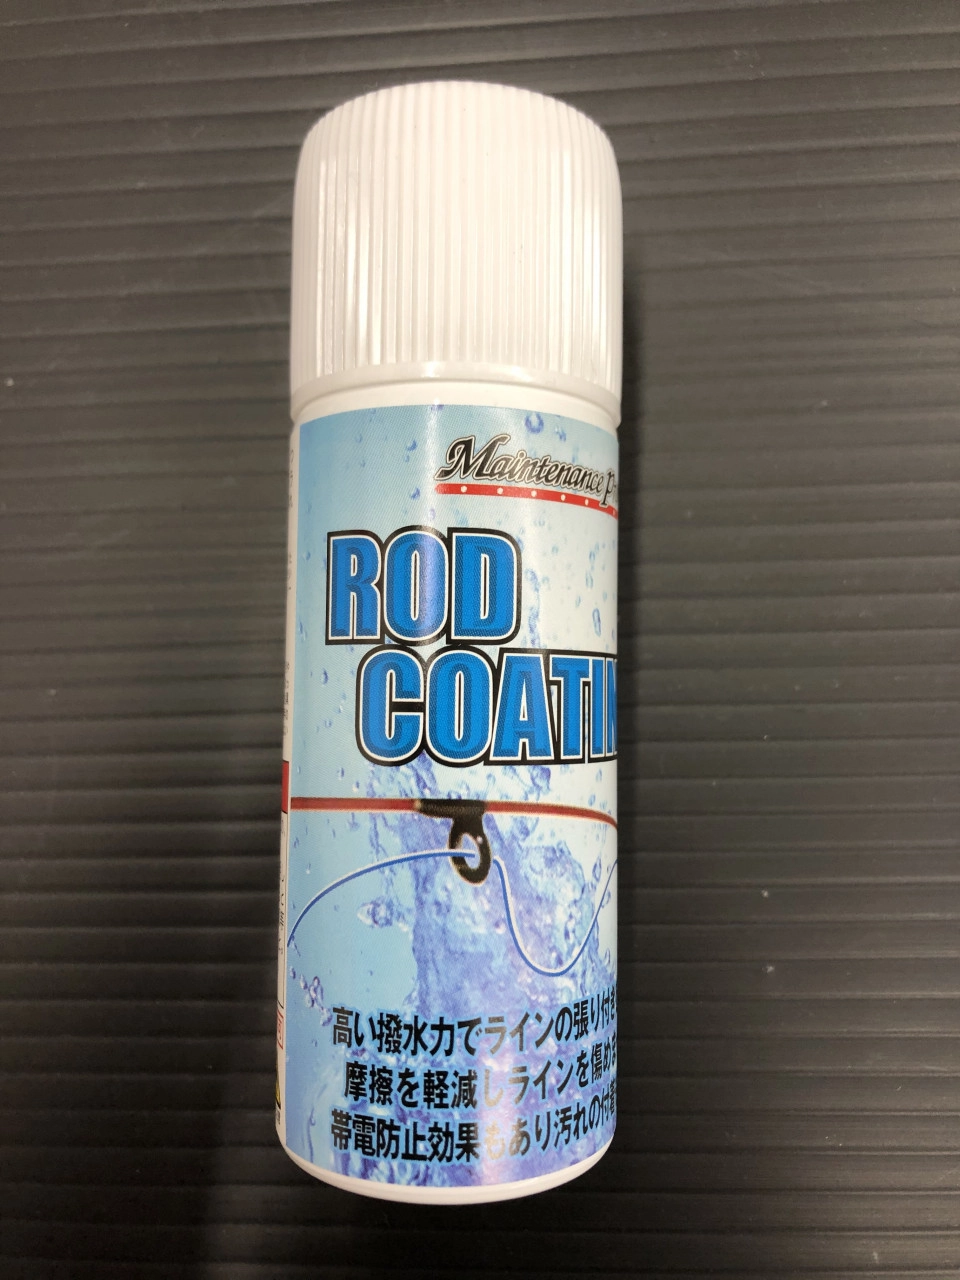 Maintenance
ROD
COATIN
高い撥水力でラインの張り付き
摩擦を軽減しラインを傷め
帯電防止効果もあり汚れの付着